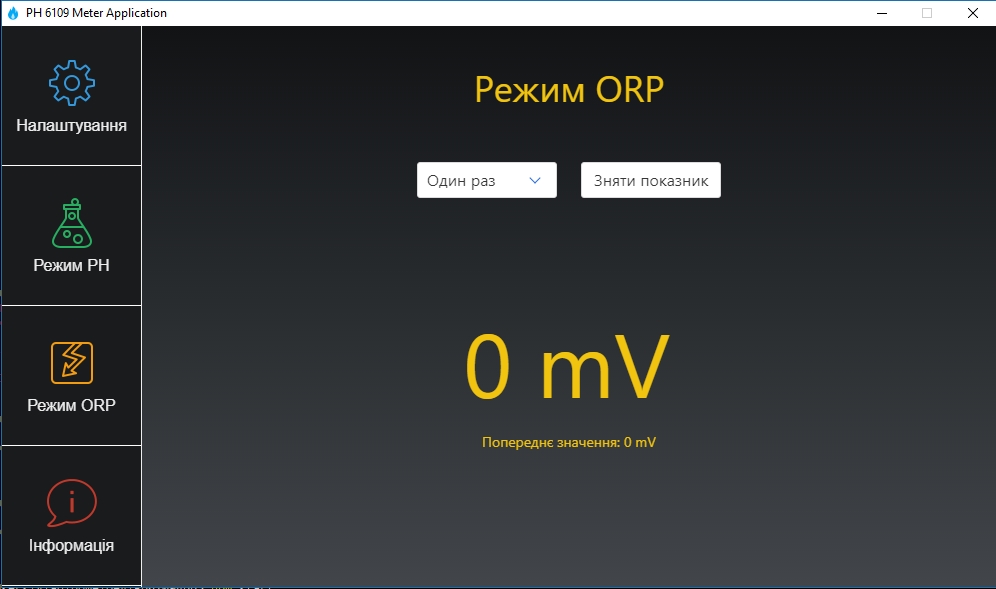 PH 6109 Meter Application
Налаштування
Режим PH
Режим ORP
Інформація
Режим ORP
Один раз
Зняти показник
0 mV
Попереднє значення: 0 mV